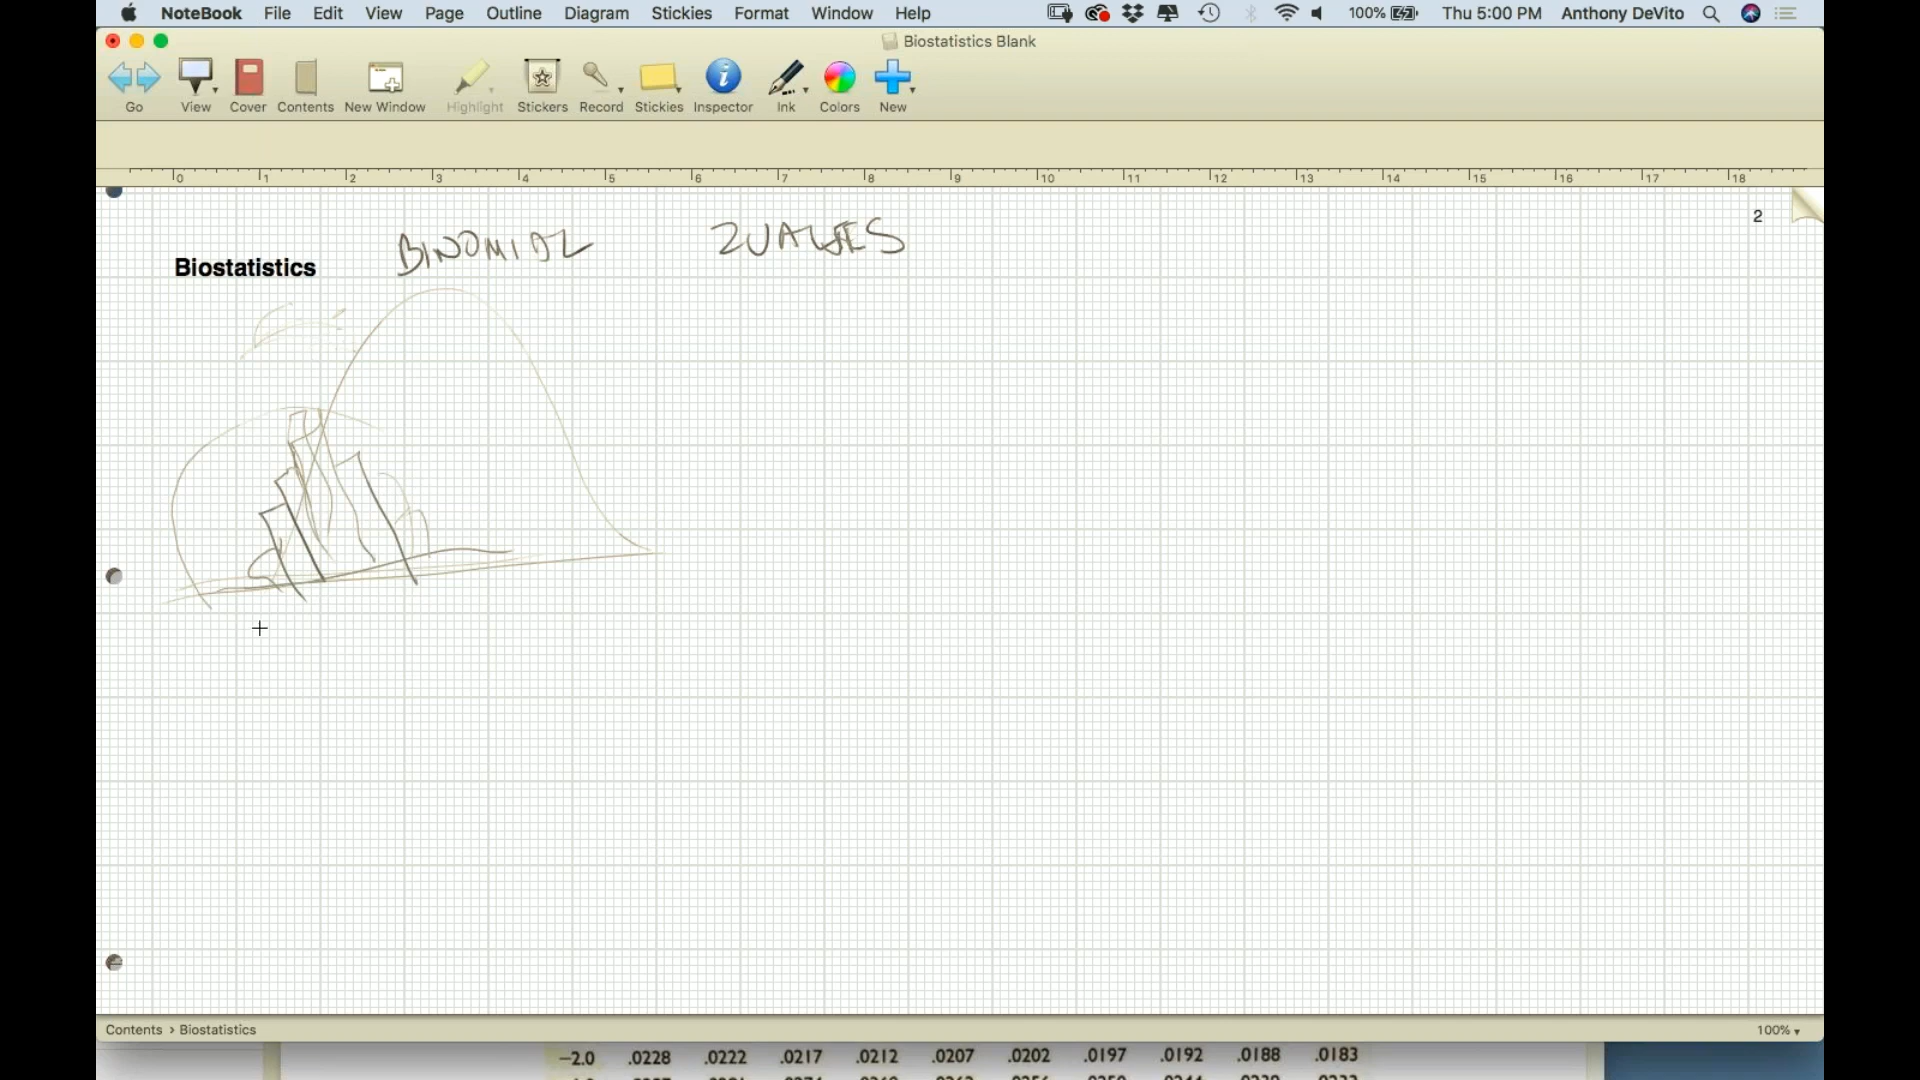 NoteBook File Edit View Page Outline Diagram Stickies Format Window Help 100% Thu 5:00 PM Anthony DeVito
Biostatistics Blank
Go View Cover Contents New Window Highlight Stickers Record Stickies Inspector Ink Colors New
0 1 2 3 4 5 6 7 8 9 10 11 12 13 14 15 16 17 18
2
BINOMIAL
Biostatistics
Contents › Biostatistics 100%
−2.0 .0228 .0222 .0217 .0212 .0207 .0202 .0197 .0192 .0188 .0183